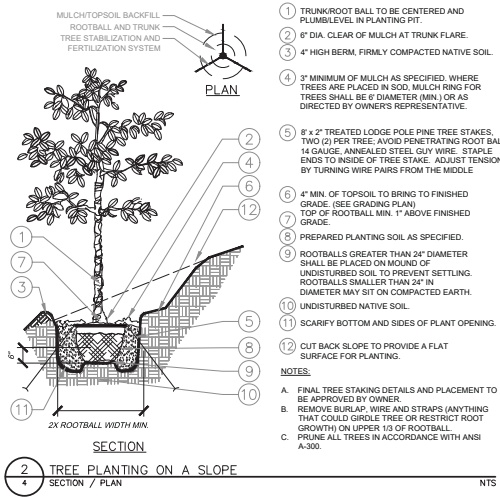 MULCH/TOPSOIL BACKFILL
ROOTBALL AND TRUNK
TREE STABILIZATION AND
FERTILIZATION SYSTEM
PLAN
2
4
6
12
1
7
3
5
8
9
10
11
6"
2X ROOTBALL WIDTH MIN.
SECTION
2
4
TREE PLANTING ON A SLOPE
SECTION / PLAN
NTS
1 TRUNK/ROOT BALL TO BE CENTERED AND
PLUMB/LEVEL IN PLANTING PIT.
2 6" DIA. CLEAR OF MULCH AT TRUNK FLARE.
3 4" HIGH BERM, FIRMLY COMPACTED NATIVE SOIL.
4 3" MINIMUM OF MULCH AS SPECIFIED. WHERE
TREES ARE PLACED IN SOD, MULCH RING FOR
TREES SHALL BE 6' DIAMETER (MIN.) OR AS
DIRECTED BY OWNER'S REPRESENTATIVE.
5 8' x 2" TREATED LODGE POLE PINE TREE STAKES,
TWO (2) PER TREE; AVOID PENETRATING ROOT BAL
14 GAUGE, ANNEALED STEEL GUY WIRE. STAPLE
ENDS TO INSIDE OF TREE STAKE. ADJUST TENSION
BY TURNING WIRE PAIRS FROM THE MIDDLE
6 4" MIN. OF TOPSOIL TO BRING TO FINISHED
GRADE. (SEE GRADING PLAN)
7 TOP OF ROOTBALL MIN. 1" ABOVE FINISHED
GRADE.
8 PREPARED PLANTING SOIL AS SPECIFIED.
9 ROOTBALLS GREATER THAN 24" DIAMETER
SHALL BE PLACED ON MOUND OF
UNDISTURBED SOIL TO PREVENT SETTLING.
ROOTBALLS SMALLER THAN 24" IN
DIAMETER MAY SIT ON COMPACTED EARTH.
10 UNDISTURBED NATIVE SOIL.
11 SCARIFY BOTTOM AND SIDES OF PLANT OPENING.
12 CUT BACK SLOPE TO PROVIDE A FLAT
SURFACE FOR PLANTING.
NOTES:
A. FINAL TREE STAKING DETAILS AND PLACEMENT TO
BE APPROVED BY OWNER.
B. REMOVE BURLAP, WIRE AND STRAPS (ANYTHING
THAT COULD GIRDLE TREE OR RESTRICT ROOT
GROWTH) ON UPPER 1/3 OF ROOTBALL.
C. PRUNE ALL TREES IN ACCORDANCE WITH ANSI
A-300.